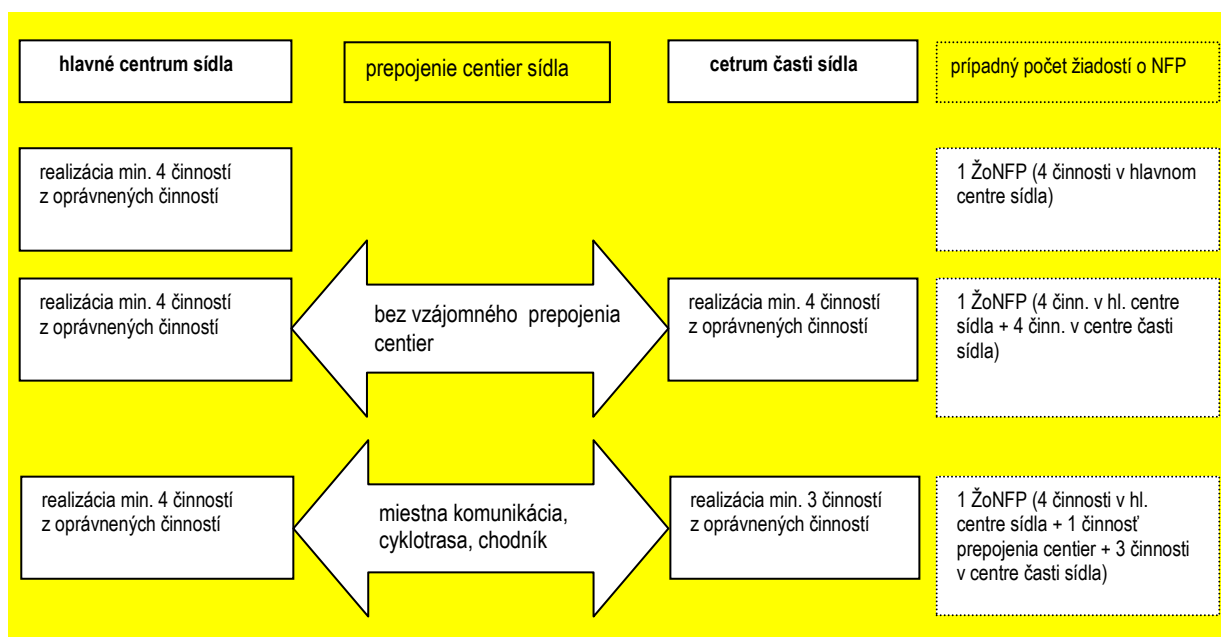 hlavné centrum sídla
prepojenie centier sídla
cetrum časti sídla
prípadný počet žiadostí o NFP
realizácia min. 4 činností
z oprávnených činností
1 ŽoNFP (4 činnosti v hlavnom
centre sídla)
realizácia min. 4 činností
z oprávnených činností
bez vzájomného prepojenia
centier
realizácia min. 4 činností
z oprávnených činností
1 ŽoNFP (4 činn. v hl. centre
sídla + 4 činn. v centre časti
sídla)
realizácia min. 4 činností
z oprávnených činností
miestna komunikácia,
cyklotrasa, chodník
realizácia min. 3 činností
z oprávnených činností
1 ŽoNFP (4 činnosti v hl.
centre sídla + 1 činnosť
prepojenia centier + 3 činnosti
v centre časti sídla)